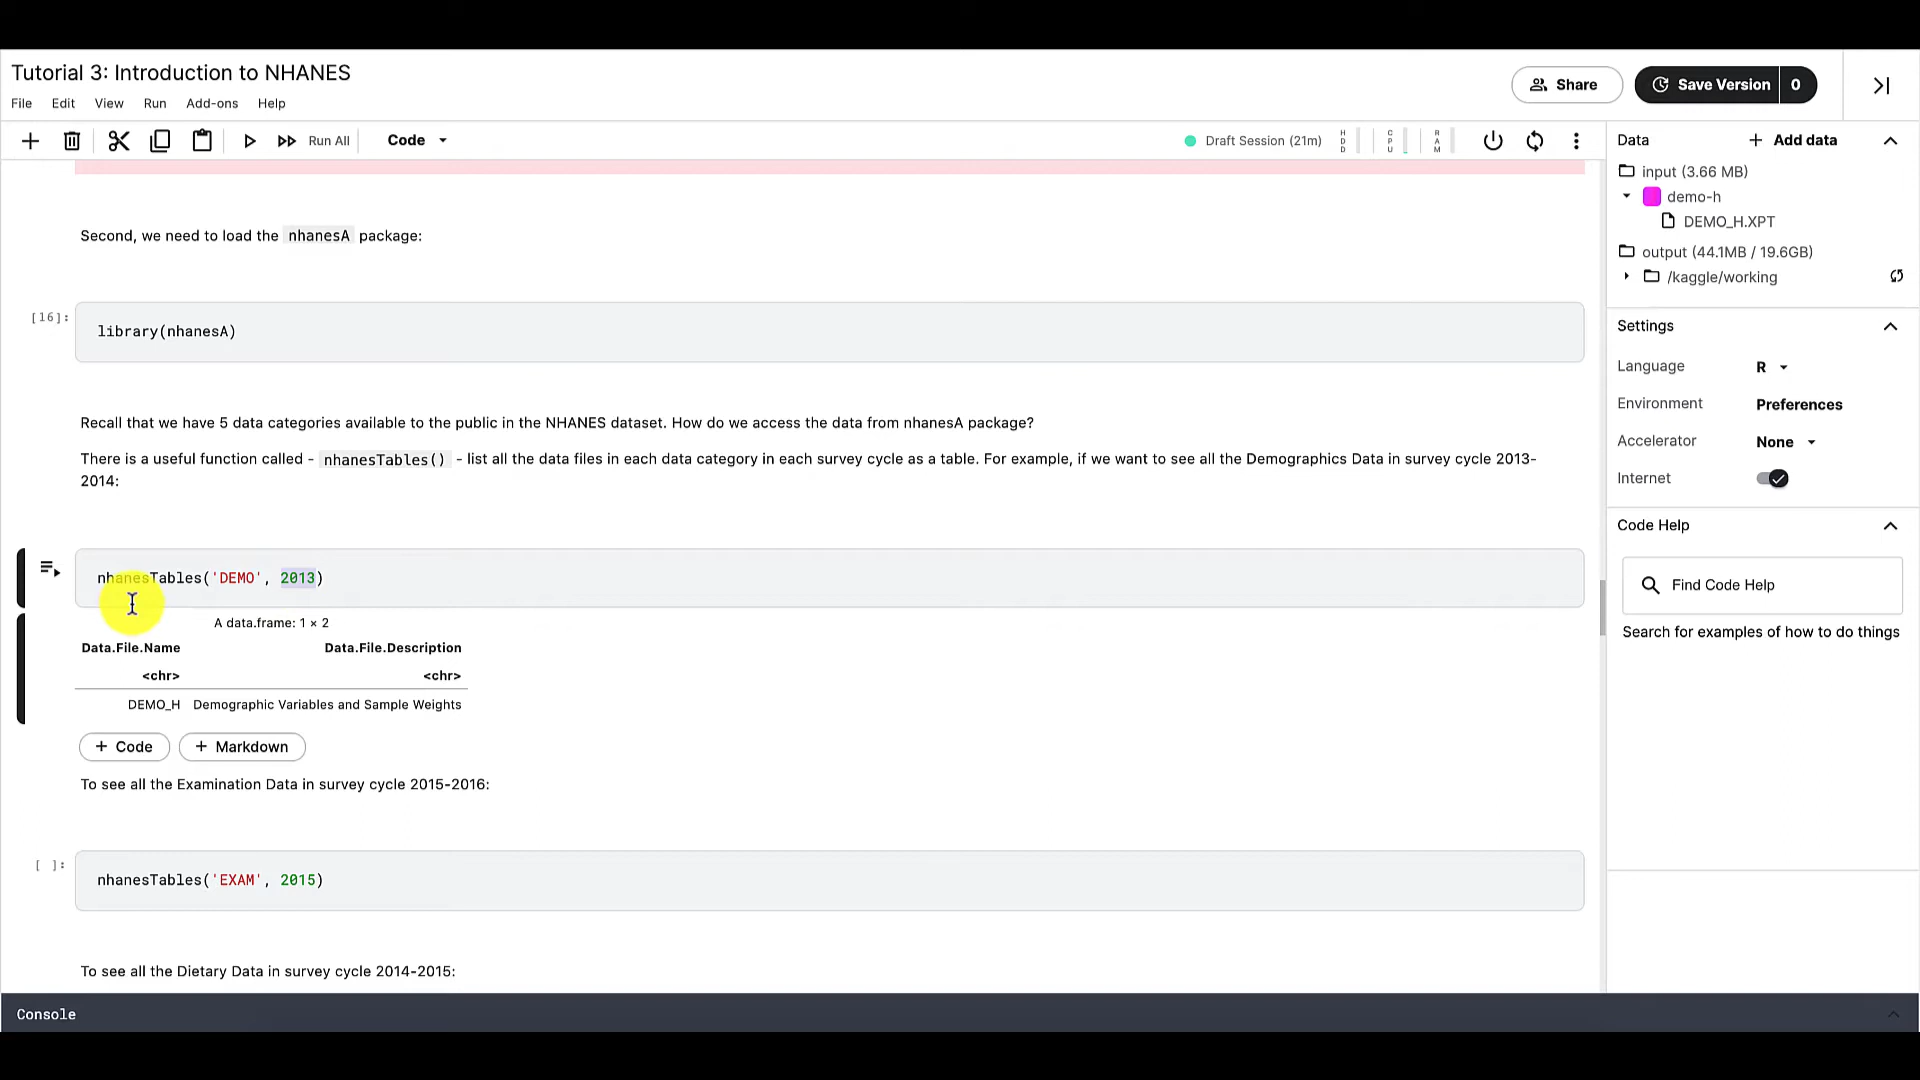 Tutorial 3: Introduction to NHANES
Share
Save Version
0
File Edit View Run Add-ons Help
Run All
Code
Draft Session (21m)
HDD
CPU
RAM
Data
Add data
input (3.66 MB)
demo-h
DEMO_H.XPT
output (44.1MB / 19.6GB)
/kaggle/working
Settings
Language R
Environment Preferences
Accelerator None
Internet
Code Help
Find Code Help
Search for examples of how to do things
Second, we need to load the nhanesA package:
[16]:
library(nhanesA)
Recall that we have 5 data categories available to the public in the NHANES dataset. How do we access the data from nhanesA package?
There is a useful function called - nhanesTables() - list all the data files in each data category in each survey cycle as a table. For example, if we want to see all the Demographics Data in survey cycle 2013-
2014:
nhanesTables('DEMO', 2013)
A data.frame: 1 × 2
Data.File.Name Data.File.Description
<chr> <chr>
DEMO_H Demographic Variables and Sample Weights
+ Code + Markdown
To see all the Examination Data in survey cycle 2015-2016:
[ ]:
nhanesTables('EXAM', 2015)
To see all the Dietary Data in survey cycle 2014-2015:
Console